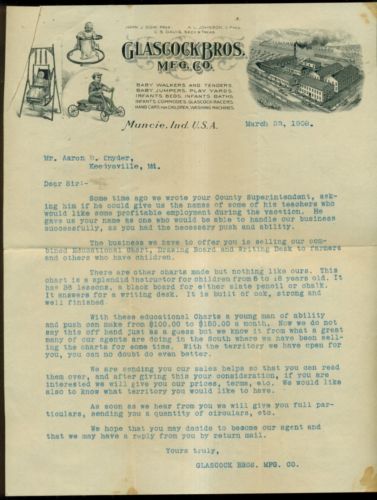 JOHN J. DOW, PRES. A. L. JOHNSON, V. PRES.
C. S. DAVIS, SECY & TREAS.
GLASCOCK BROS.
MFG. CO.
BABY WALKERS AND TENDERS,
BABY JUMPERS, PLAY YARDS,
INFANTS BEDS, INFANTS BATHS
INFANTS COMMODES, GLASCOCK RACERS,
HAND CARS FOR CHILDREN, WASHING MACHINES.
Muncie, Ind. U.S.A.
March 23, 1908.
Mr. Aaron D. Snyder,
Keedysville, Md.
Dear Sir:-
Some time ago we wrote your County Superintendent, ask-
ing him if he could give us the names of some of his teachers who
would like some profitable employment during the vacation. He
gave us your name as one who would be able to handle our business
successfully, as you had the necessary push and ability.
The business we have to offer you is selling our com-
bined Educational Chart, Drawing Board and Writing Desk to farmers
and others who have children.
There are other charts made but nothing like ours. This
chart is a splendid instructor for children from 5 to 15 years old. It
has 36 lessons, a black board for either slate pencil or chalk.
It answers for a writing desk. It is built of oak, strong and
well finished.
With these educational Charts a young man of ability
and push can make from $100.00 to $150.00 a month. Now we do not
say this off hand just as a guess but we know it from what a great
many of our agents are doing in the South where we have been sell-
ing the charts for some time. With the territory we have open for
you, you can no doubt do even better.
We are sending you our sales helps so that you can read
them over, and after giving this your consideration, if you are
interested we will give you our prices, terms, etc. We would like
also to know what territory you would like to have.
As soon as we hear from you we will give you full par-
ticulars, sending you a quantity of circulars, etc.
We hope that you may decide to become our agent and
that we may have a reply from you by return mail.
Yours truly,
GLASCOCK BROS. MFG. CO.